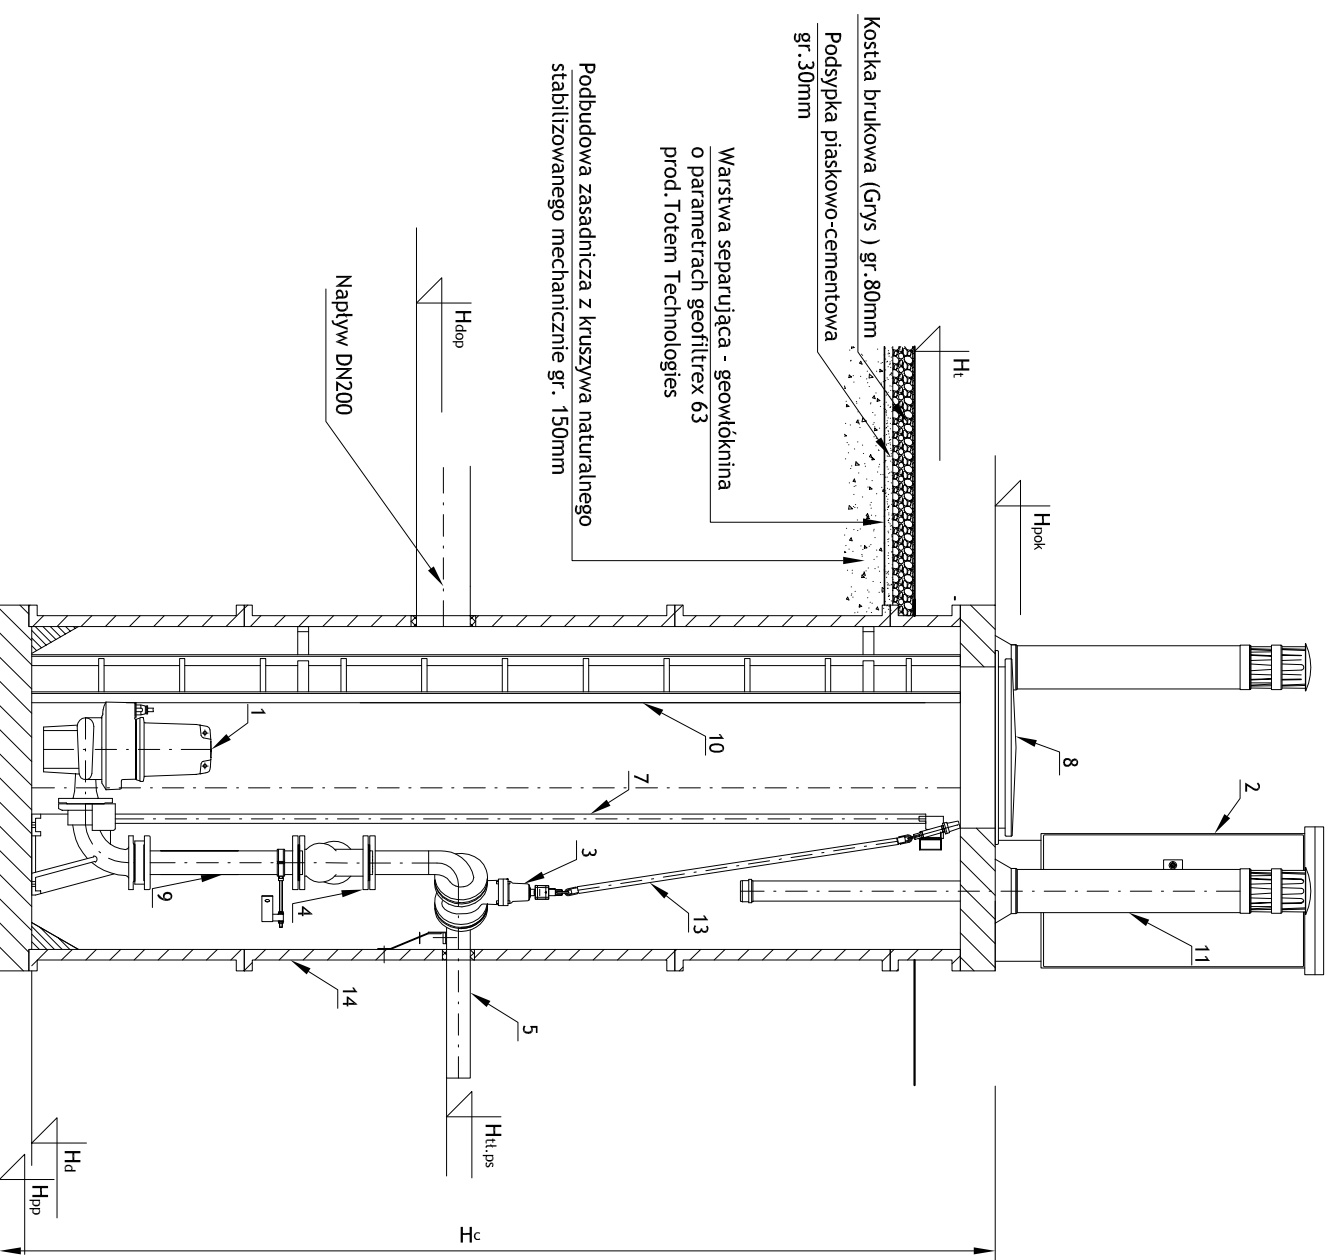 Kostka brukowa (Grys ) gr.80mm
Podsypka piaskowo-cementowa
gr.30mm
Warstwa separująca - geowłóknina
o parametrach geofiltrex 63
prod.Totem Technologies
Podbudowa zasadnicza z kruszywa naturalnego
stabilizowanego mechanicznie gr. 150mm
Napływ DN200
Hdop
Ht
Hpok
1
10
8
7
2
3
13
9
4
11
14
5
Htł.ps
Hd
Hpp
Hc